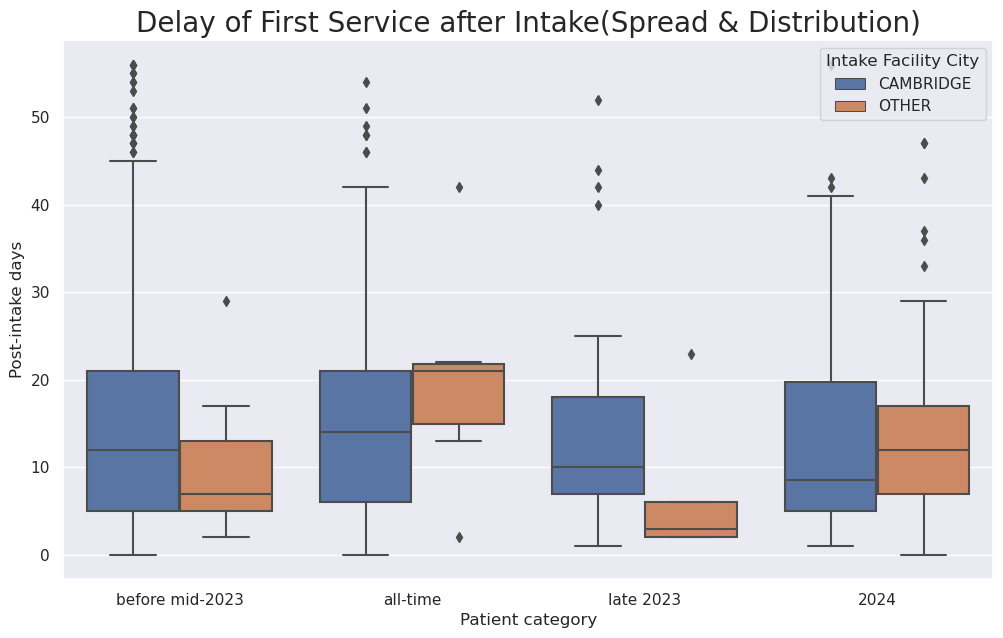 Delay of First Service after Intake(Spread & Distribution)
Intake Facility City
CAMBRIDGE
OTHER
Post-intake days
50
40
30
20
10
0
before mid-2023
all-time
late 2023
2024
Patient category